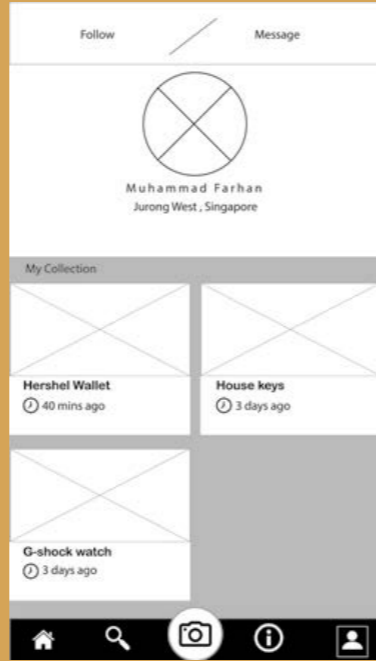 Follow
Message
Muhammad Farhan
Jurong West , Singapore
My Collection
Hershel Wallet
40 mins ago
House keys
3 days ago
G-shock watch
3 days ago